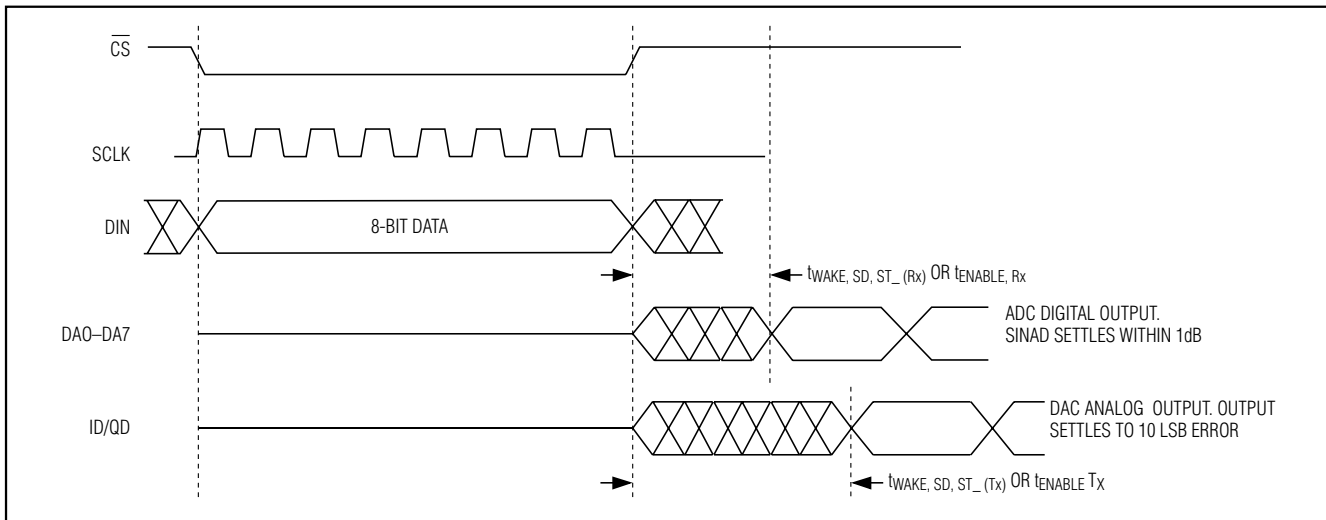 CS
SCLK
DIN
8-BIT DATA
tWAKE, SD, ST_ (Rx) OR tENABLE, Rx
DA0–DA7
ADC DIGITAL OUTPUT.
SINAD SETTLES WITHIN 1dB
ID/QD
DAC ANALOG OUTPUT. OUTPUT
SETTLES TO 10 LSB ERROR
tWAKE, SD, ST_ (Tx) OR tENABLE TX